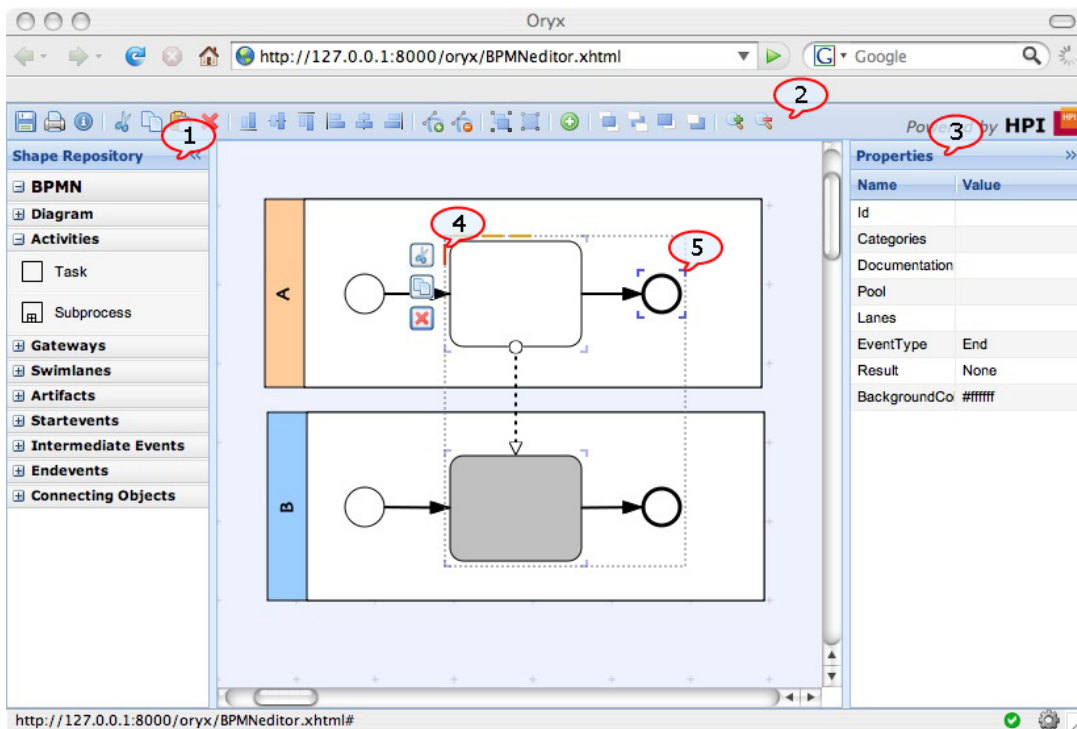 Oryx
http://127.0.0.1:8000/oryx/BPMNeditor.xhtml
G
Google
2
1
3
Powered by HPI
HPI
Shape Repository
BPMN
Diagram
Activities
Task
Subprocess
Gateways
Swimlanes
Artifacts
Startevents
Intermediate Events
Endevents
Connecting Objects
4
5
A
B
Properties
Name Value
Id
Categories
Documentation
Pool
Lanes
EventType End
Result None
BackgroundCo #ffffff
http://127.0.0.1:8000/oryx/BPMNeditor.xhtml#